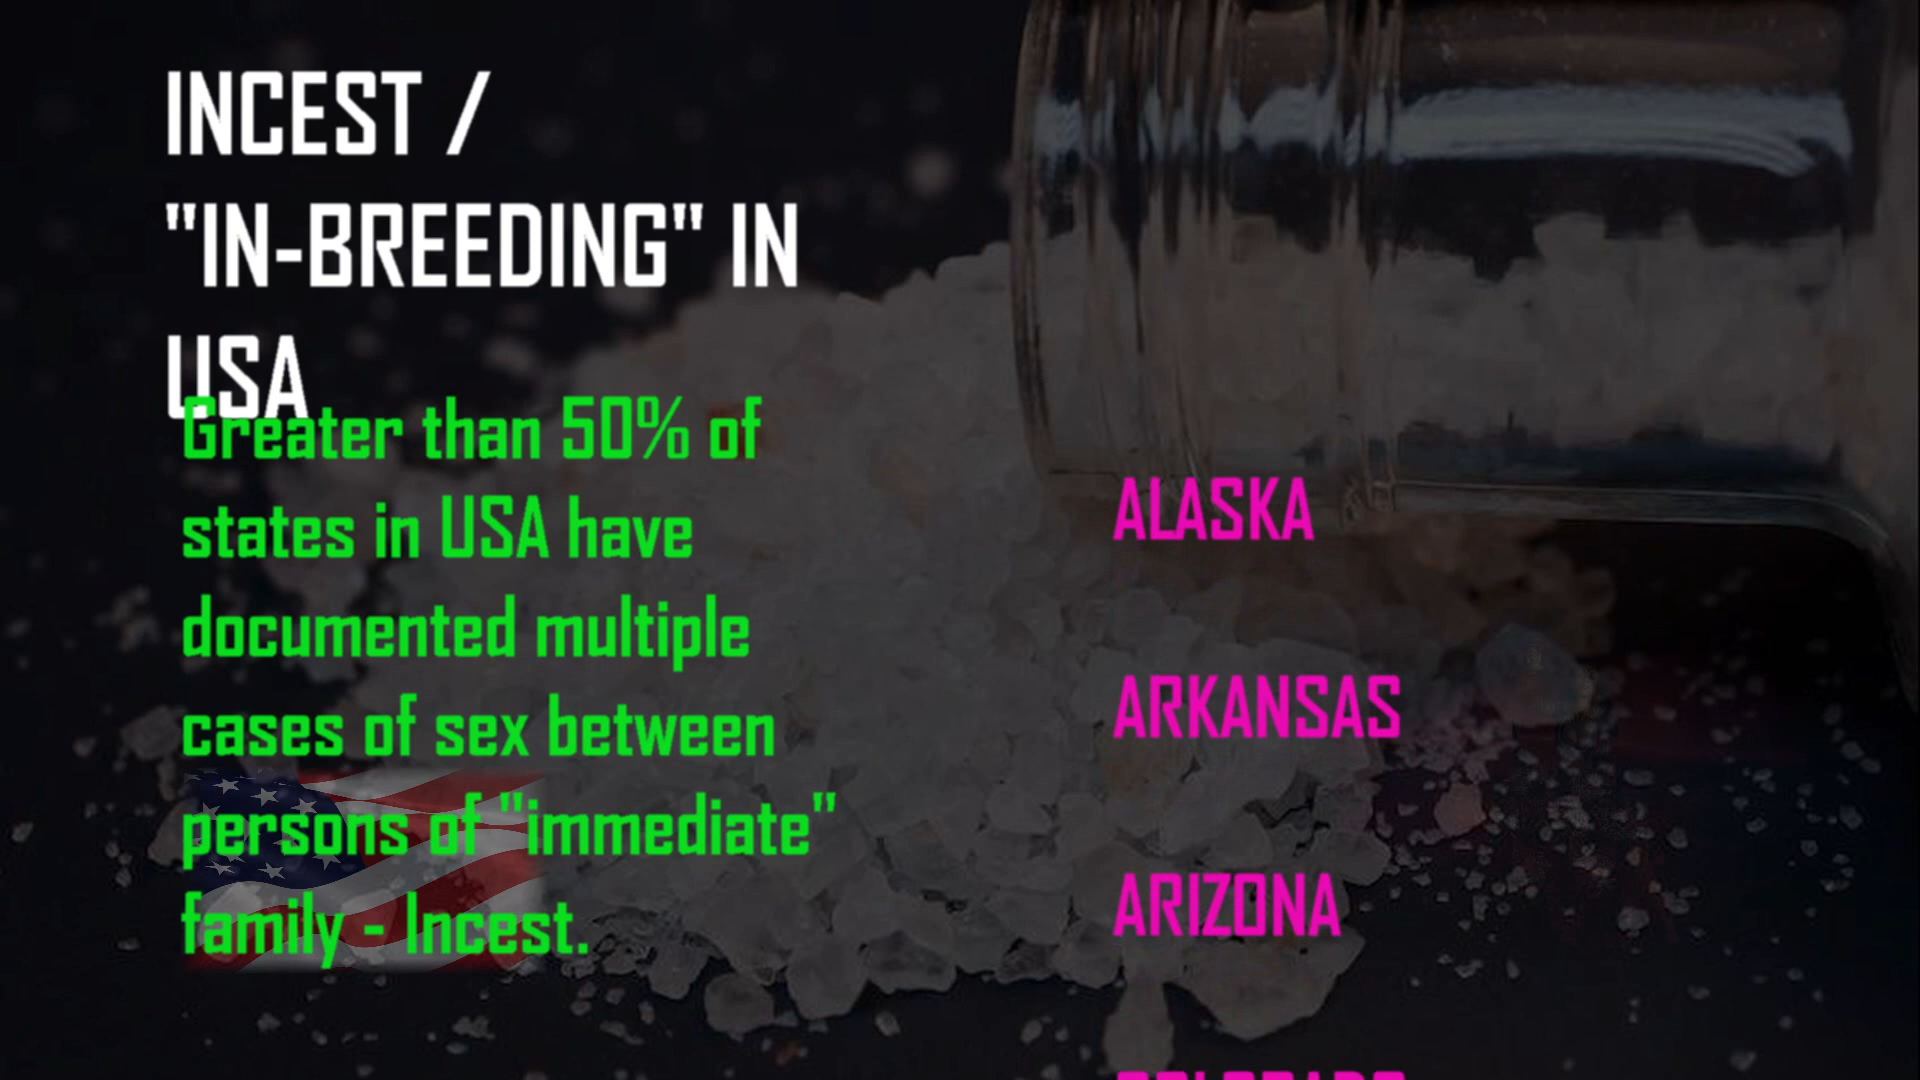 INCEST /
"IN-BREEDING" IN
USA
Greater than 50% of
states in USA have
documented multiple
cases of sex between
persons of "immediate"
family - Incest.
ALASKA
ARKANSAS
ARIZONA